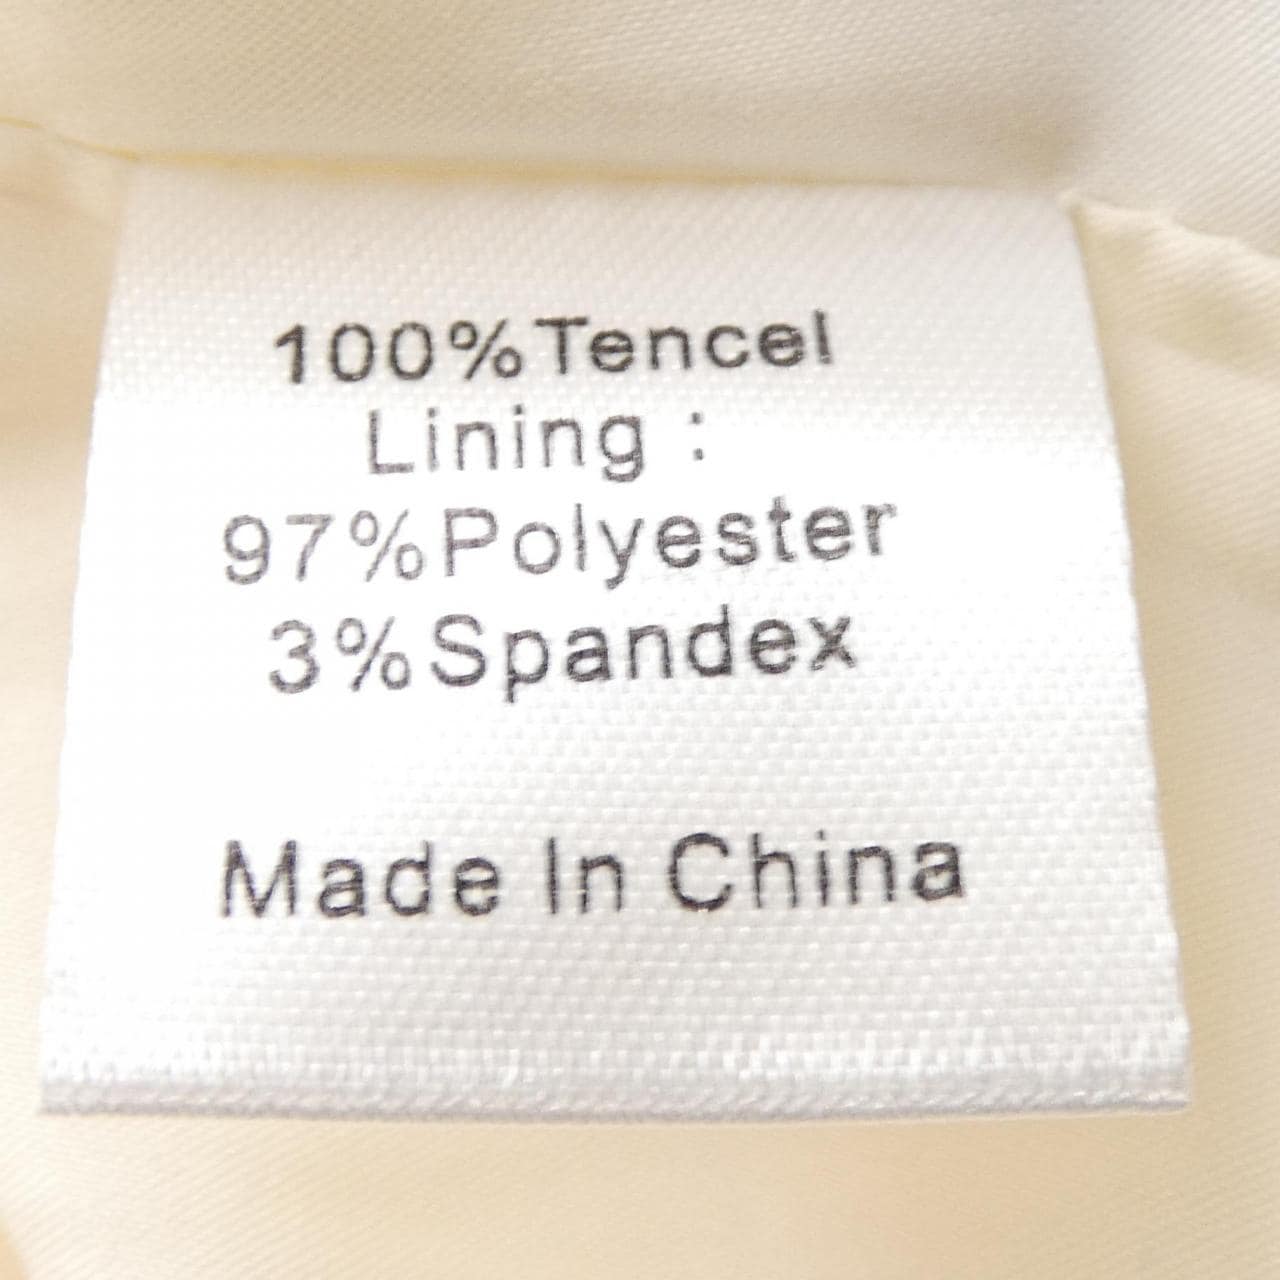 100%Tencel
Lining :
97%Polyester
3%Spandex
Made In China